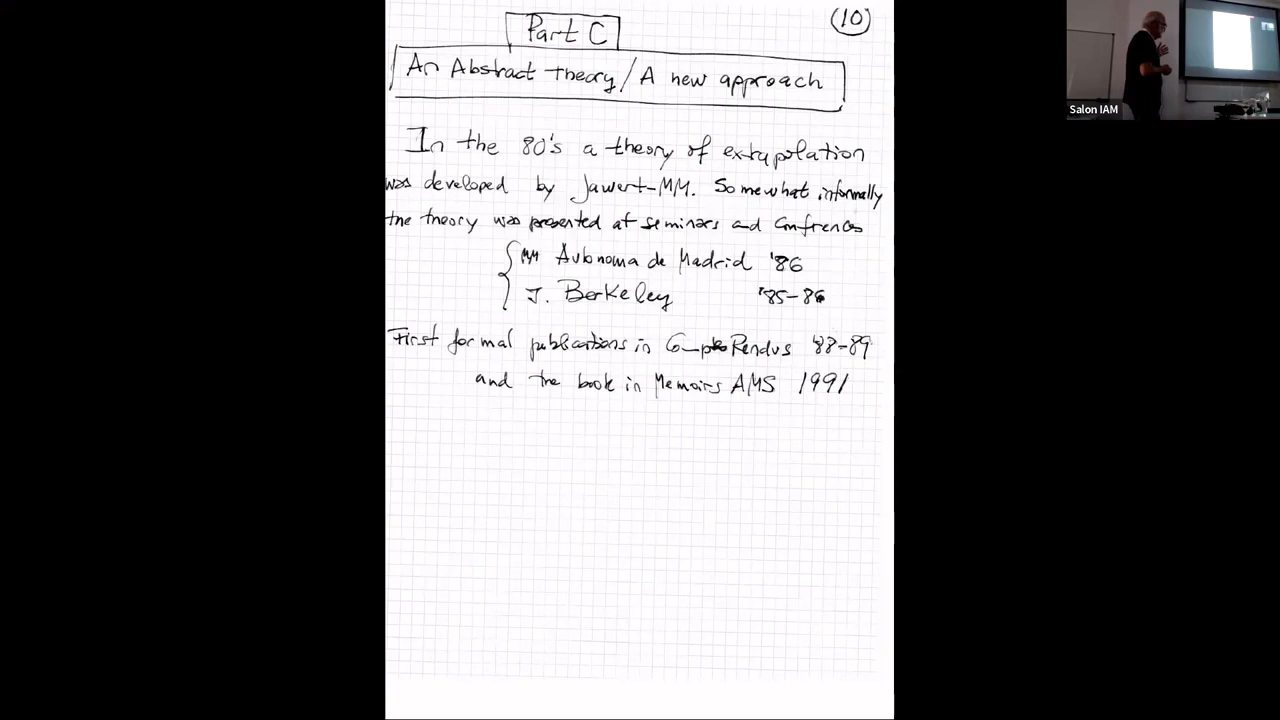 Part C
(10)
An Abstract theory / A new approach
In the 80's a theory of extrapolation
was developed by Jawert-MM. Somewhat informally
the theory was presented at seminars and Confrences
MM Autonoma de Madrid '86
J. Berkeley '85-86
First formal publications in Rendus '88-89
and the book in Memoirs AMS 1991
Salon IAM